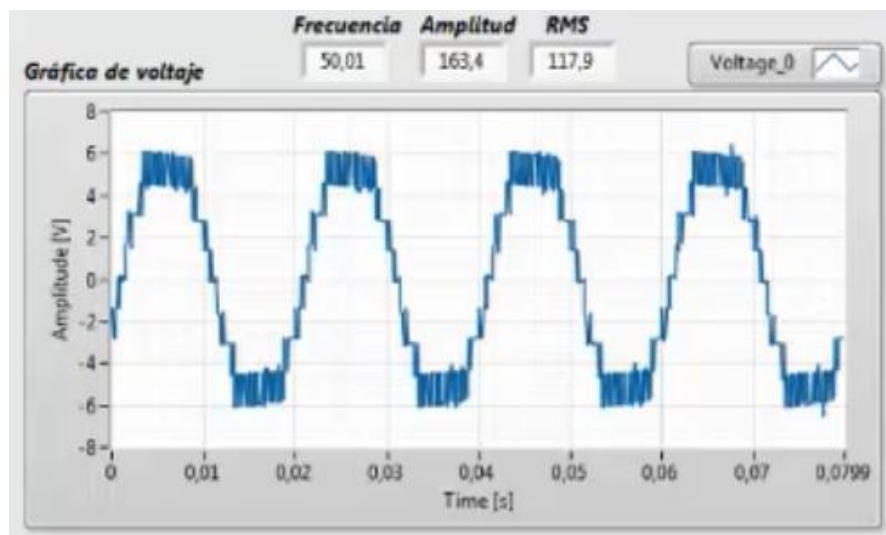 Frecuencia Amplitud RMS
50,01 163,4 117,9
Voltage_0
Gráfica de voltaje
8
6
4
2
0
-2
-4
-6
-8
Amplitude [V]
0 0,01 0,02 0,03 0,04 0,05 0,06 0,07 0,0799
Time [s]